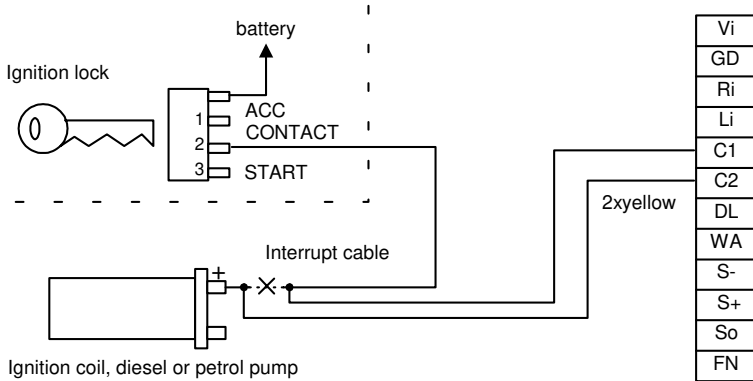 battery
Ignition lock
1
ACC
CONTACT
2
3
START
2xyellow
Interrupt cable
+
Ignition coil, diesel or petrol pump
Vi
GD
Ri
Li
C1
C2
DL
WA
S-
S+
So
FN